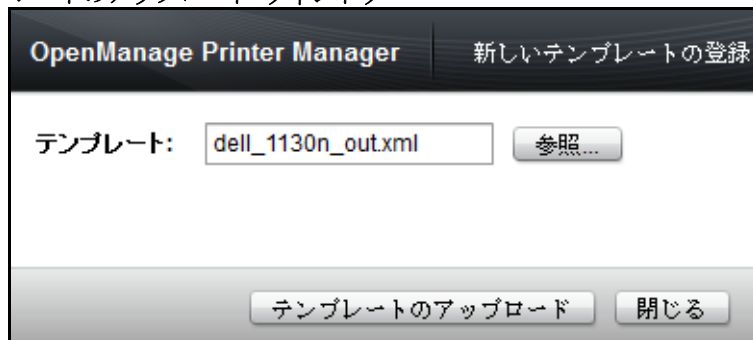 OpenManage Printer Manager 新しいテンプレートの登録
テンプレート: dell_1130n_out.xml 参照...
テンプレートのアップロード 閉じる